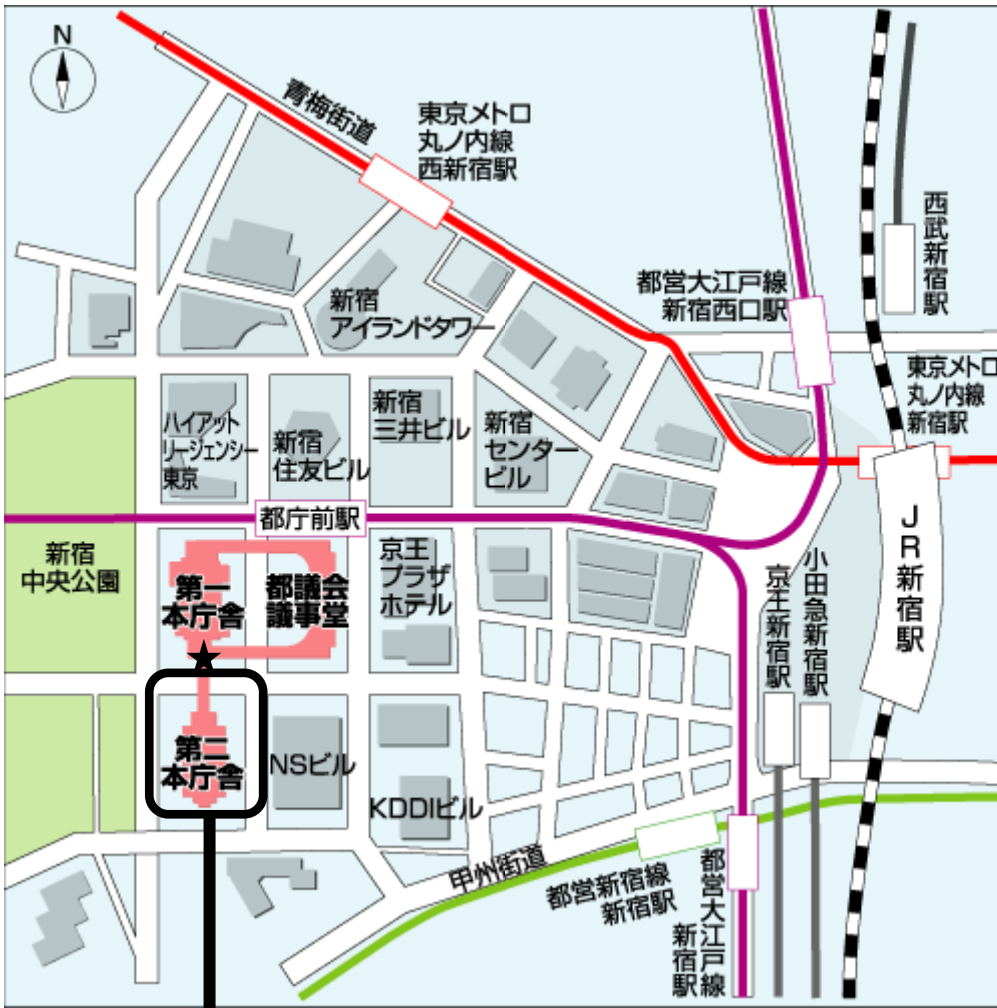 N
青梅街道
東京メトロ
丸ノ内線
西新宿駅
西武新宿駅
都営大江戸線
新宿西口駅
新宿
アイランドタワー
東京メトロ
丸ノ内線
新宿駅
ハイアット
リージェンシー
東京
新宿
住友ビル
新宿
三井ビル
新宿
センター
ビル
都庁前駅
JR新宿駅
新宿
中央公園
第一
本庁舎
都議会
議事堂
京王
プラザ
ホテル
京王新宿駅
小田急新宿駅
★
第二
本庁舎
NSビル
KDDIビル
甲州街道
都営新宿線
新宿駅
都営大江戸線
新宿駅